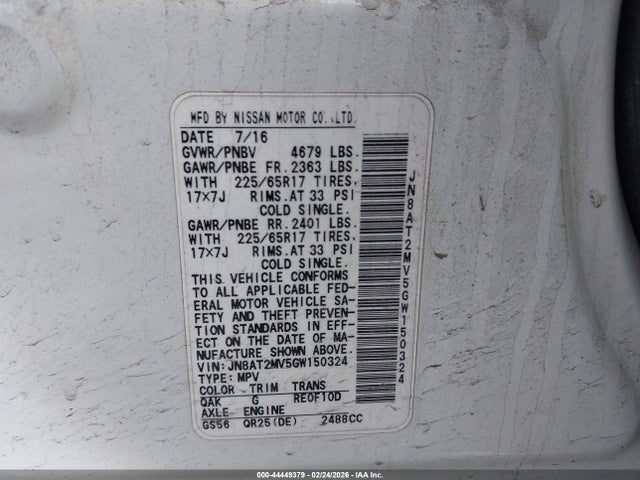 MFD BY NISSAN MOTOR CO.,LTD.
DATE 7/16
GVWR/PNBV 4679 LBS.
GAWR/PNBE FR. 2363 LBS.
WITH 225/65R17 TIRES.
17×7J RIMS. AT 33 PSI
COLD SINGLE.
GAWR/PNBE RR. 2401 LBS.
WITH 225/65R17 TIRES.
17×7J RIMS. AT 33 PSI
COLD SINGLE.
THIS VEHICLE CONFORMS
TO ALL APPLICABLE FED-
ERAL MOTOR VEHICLE SA-
FETY AND THEFT PREVEN-
TION STANDARDS IN EFF-
ECT ON THE DATE OF MA-
NUFACTURE SHOWN ABOVE.
VIN: JN8AT2MV5GW150324
TYPE: MPV
COLOR TRIM TRANS
QAK G RE0F10D
AXLE ENGINE
GS56 QR25(DE) 2488CC
JN8AT2MV5GW150324
000-44449379 - 02/24/2026 - © IAA Holdings, LLC